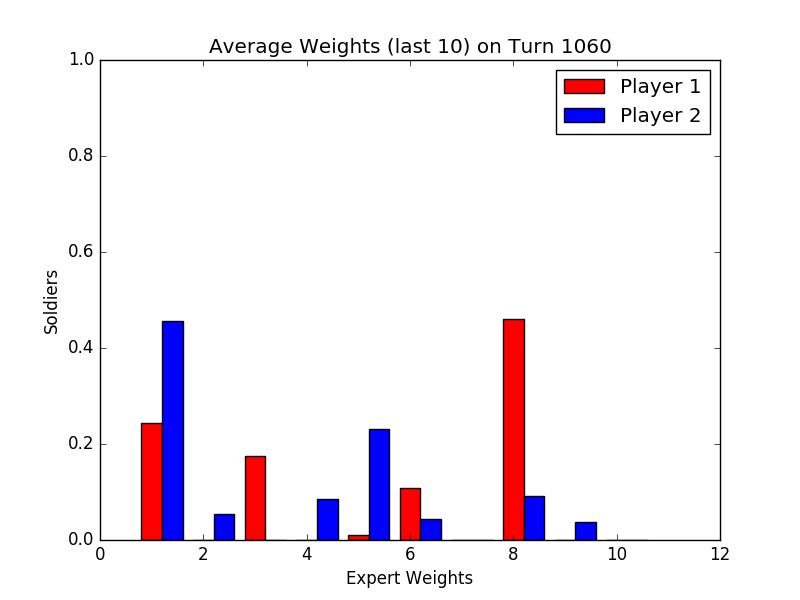 Average Weights (last 10) on Turn 1060
1.0
Player 1
Player 2
0.8
0.6
Soldiers
0.4
0.2
0.0
0 2 4 6 8 10 12
Expert Weights